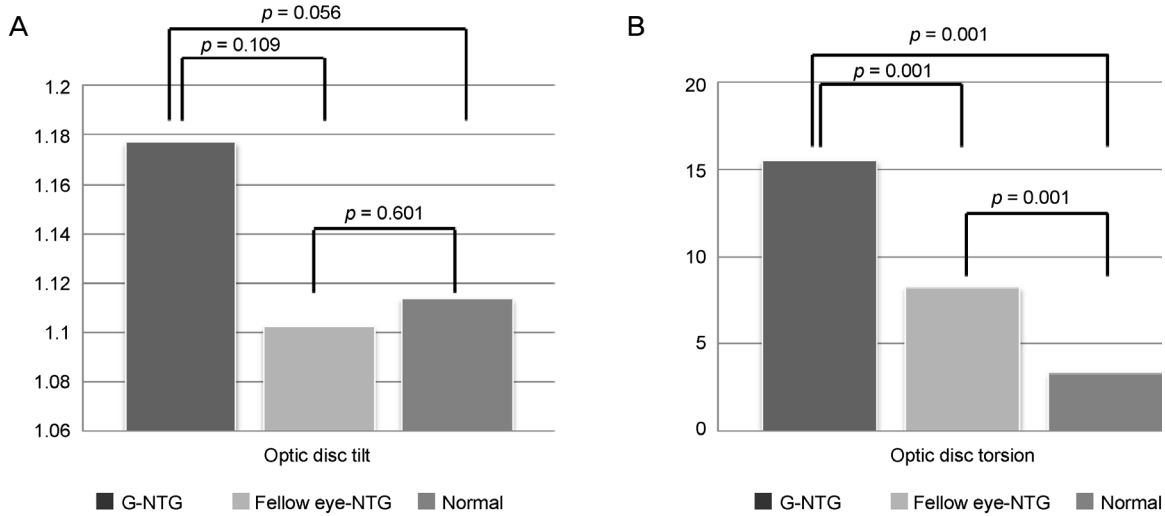 A
p = 0.056
p = 0.109
1.2
1.18
1.16
p = 0.601
1.14
1.12
1.1
1.08
1.06
Optic disc tilt
G-NTG Fellow eye-NTG Normal
B
p = 0.001
p = 0.001
20
15
p = 0.001
10
5
0
Optic disc torsion
G-NTG Fellow eye-NTG Normal